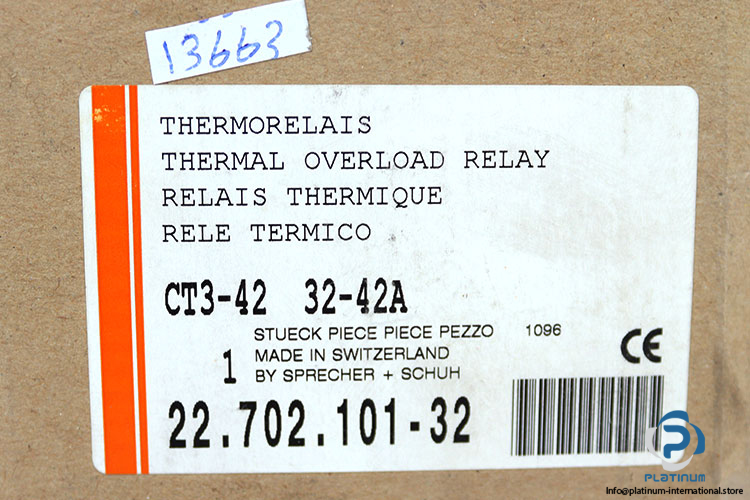 13663
THERMORELAIS
THERMAL OVERLOAD RELAY
RELAIS THERMIQUE
RELE TERMICO
CT3-42 32-42A
STUECK PIECE PIECE PEZZO 1096
1 MADE IN SWITZERLAND
BY SPRECHER + SCHUH
CE
22.702.101-32
PLATINUM
Info@platinum-international.store